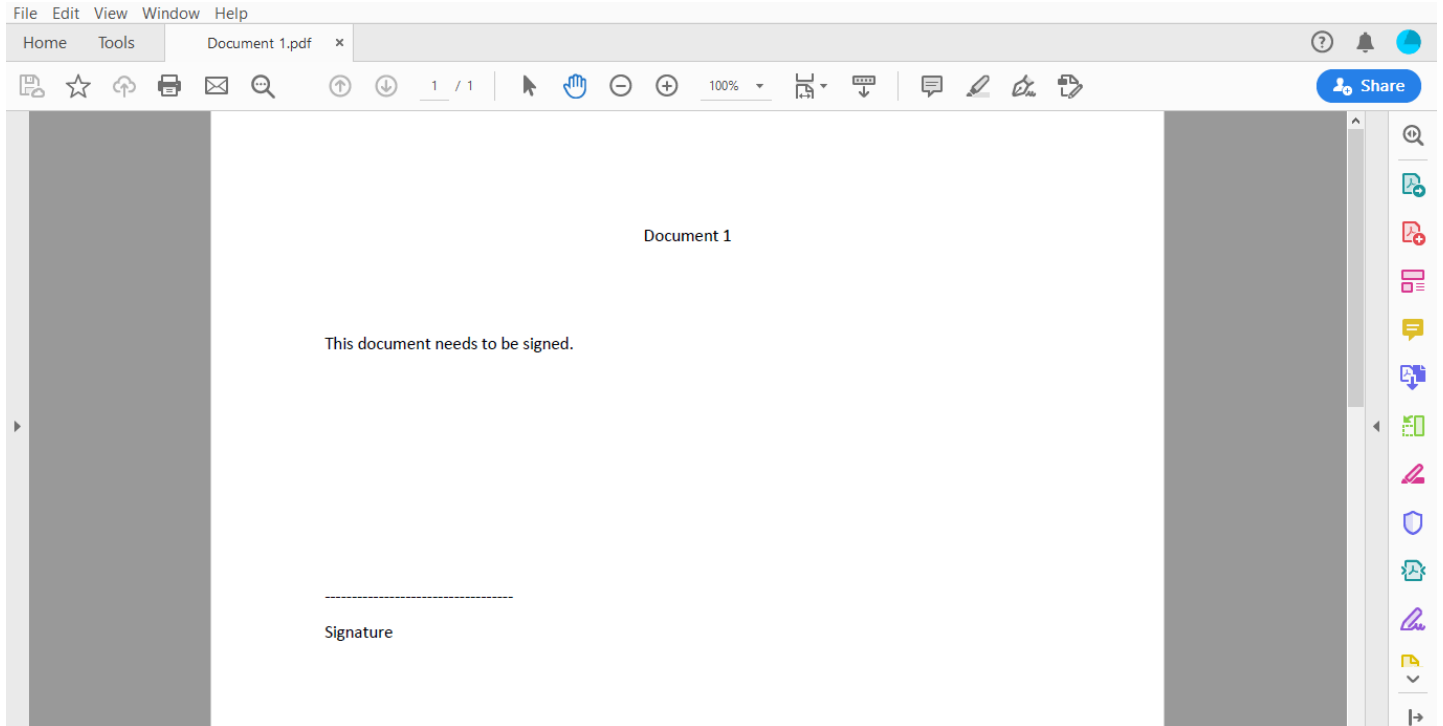 File Edit View Window Help
Home Tools Document 1.pdf ×
1 / 1 100% Share
Document 1
This document needs to be signed.
-----------------------------------
Signature